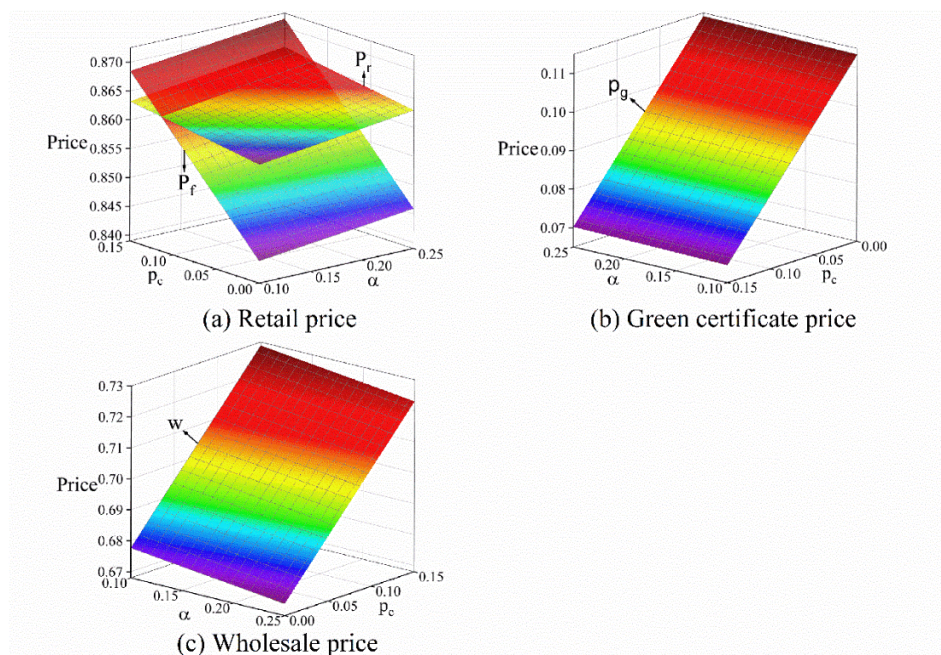 0.870
0.865
0.860
0.855
0.850
0.845
0.840
Price
0.15
0.10
0.05
0.00
p_c
0.10
0.15
0.20
0.25
α
P_r
P_f
(a) Retail price
0.11
0.10
0.09
0.08
0.07
Price
0.25
0.20
0.15
0.10
α
0.15
0.10
0.05
0.00
p_c
p_g
(b) Green certificate price
0.73
0.72
0.71
0.70
0.69
0.68
0.67
Price
0.10
0.15
0.20
0.25
α
0.00
0.05
0.10
0.15
p_c
w
(c) Wholesale price